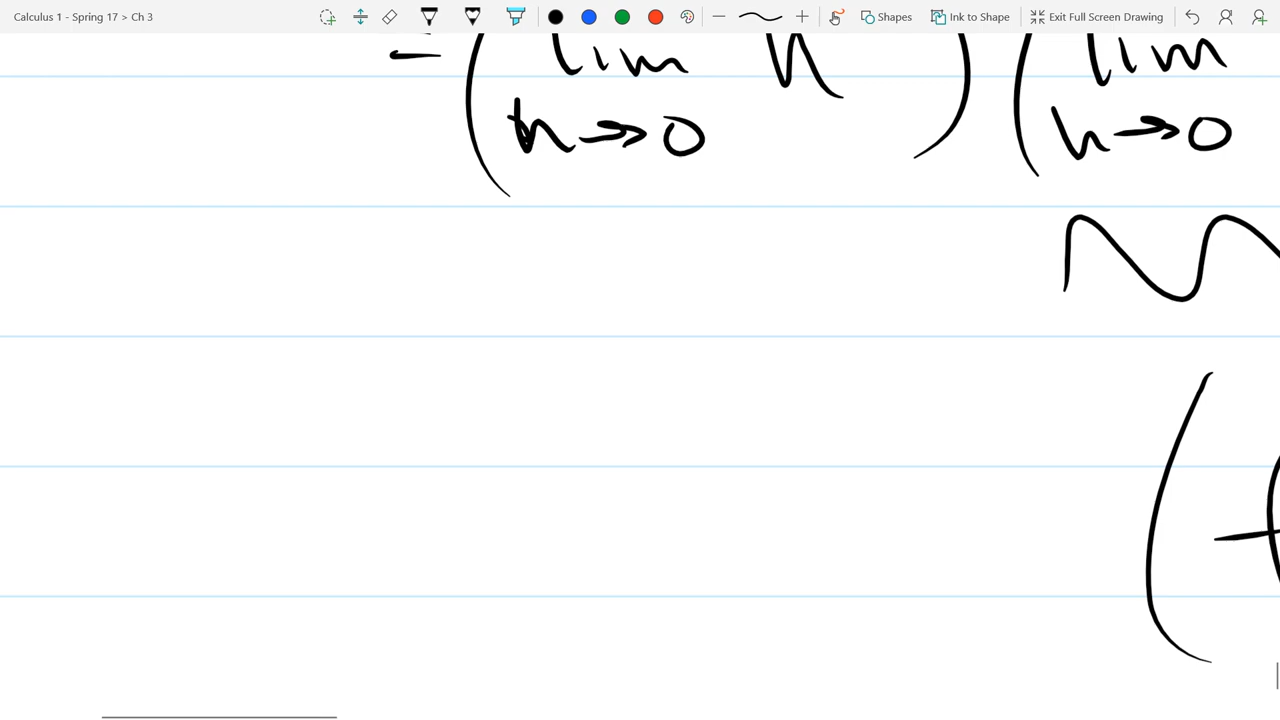 Calculus 1 - Spring 17 > Ch 3
Shapes
Ink to Shape
Exit Full Screen Drawing
= ( lim h ) ( lim
h→0 h→0
(